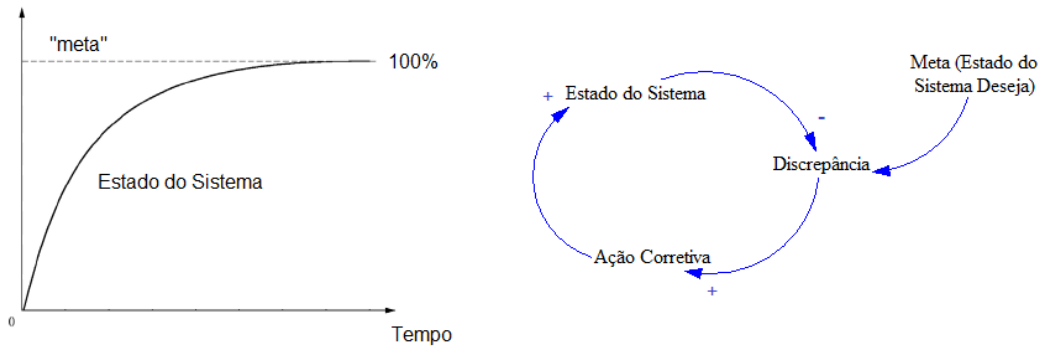 "meta"
100%
Estado do Sistema
0
Tempo
Meta (Estado do
Sistema Deseja)
+ Estado do Sistema
-
Discrepância
Ação Corretiva
+